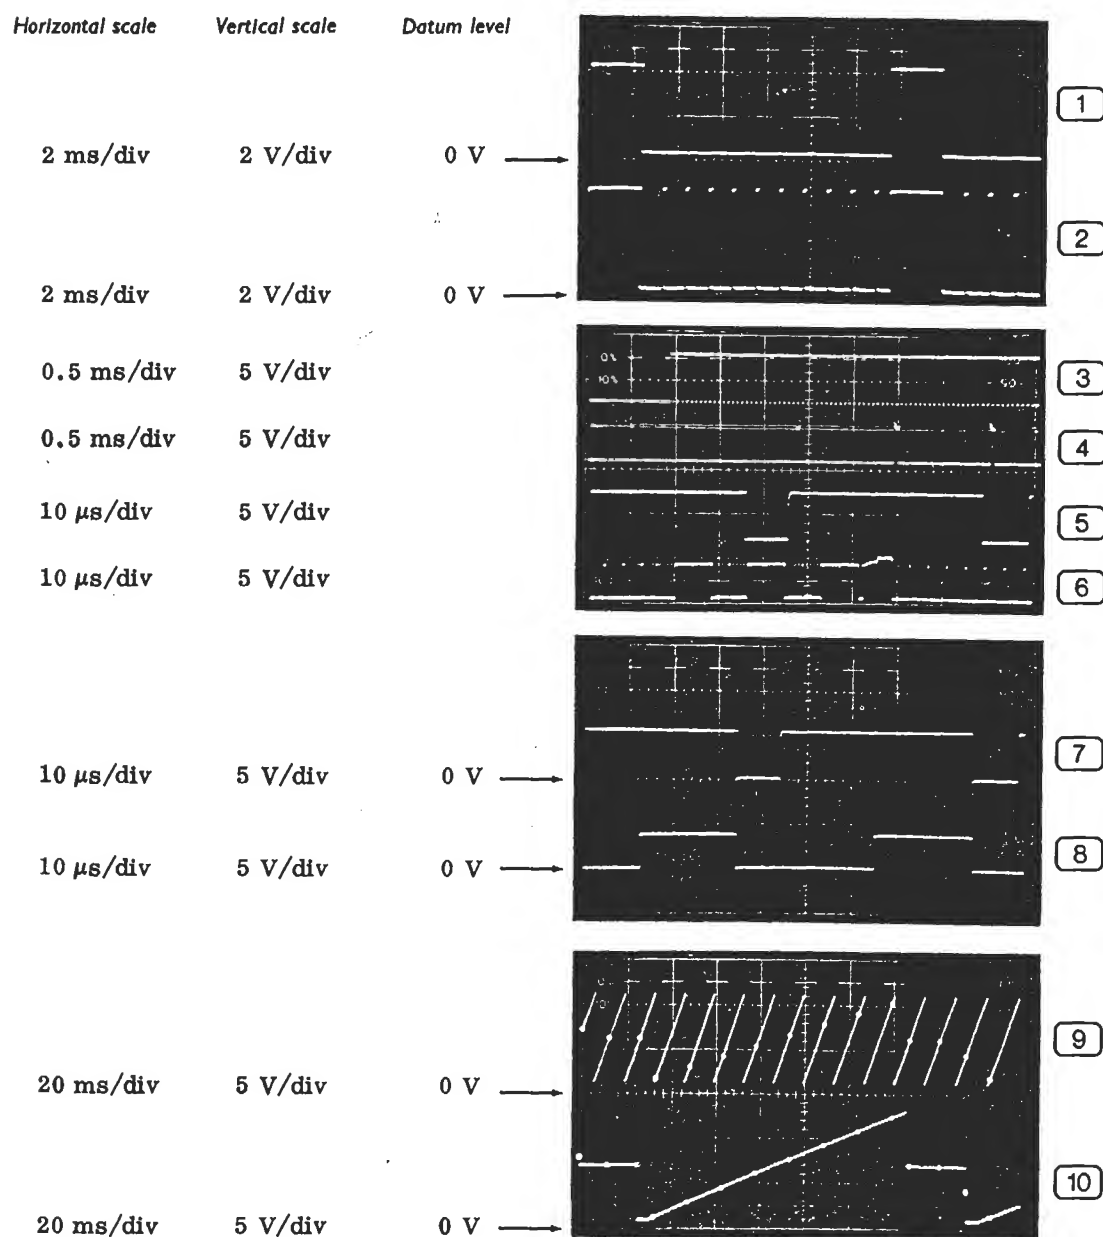 Horizontal scale Vertical scale Datum level
1
2 ms/div 2 V/div 0 V
2
2 ms/div 2 V/div 0 V
0.5 ms/div 5 V/div 3
0.5 ms/div 5 V/div 4
10 μs/div 5 V/div 5
10 μs/div 5 V/div 6
7
10 μs/div 5 V/div 0 V
8
10 μs/div 5 V/div 0 V
9
20 ms/div 5 V/div 0 V
10
20 ms/div 5 V/div 0 V